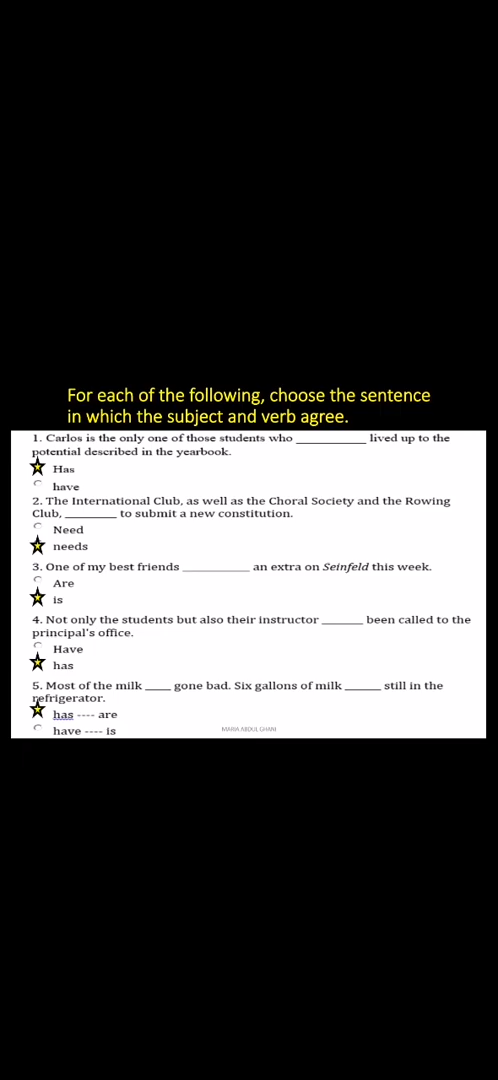 For each of the following, choose the sentence
in which the subject and verb agree.
1. Carlos is the only one of those students who __________ lived up to the
potential described in the yearbook.
Has
have
2. The International Club, as well as the Choral Society and the Rowing
Club, ________ to submit a new constitution.
Need
needs
3. One of my best friends __________ an extra on Seinfeld this week.
Are
is
4. Not only the students but also their instructor ______ been called to the
principal's office.
Have
has
5. Most of the milk ____ gone bad. Six gallons of milk ______ still in the
refrigerator.
has ---- are
have ---- is
MARIA ABDUL GHANI